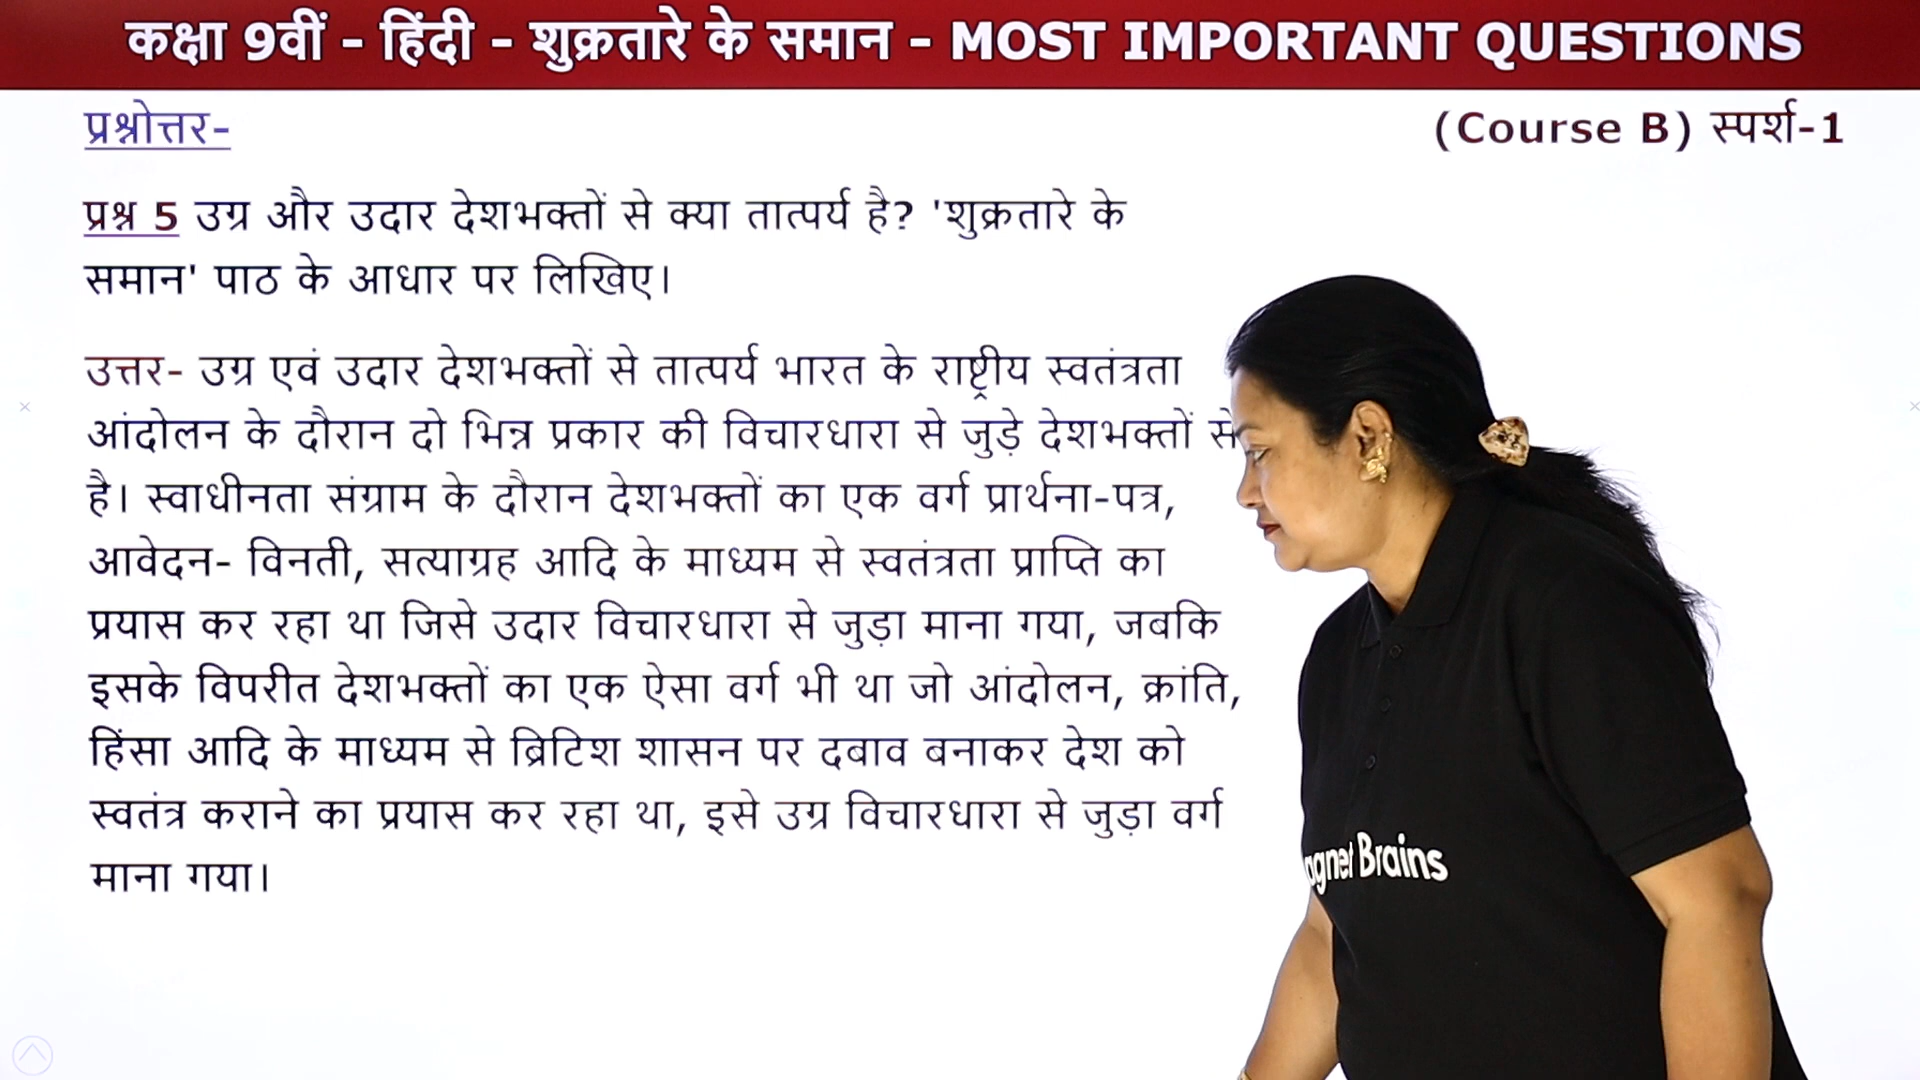 कक्षा 9वीं - हिंदी - शुक्रतारे के समान - MOST IMPORTANT QUESTIONS
प्रश्नोत्तर-
(Course B) स्पर्श-1
प्रश्न 5 उग्र और उदार देशभक्तों से क्या तात्पर्य है? 'शुक्रतारे के
समान' पाठ के आधार पर लिखिए।
उत्तर- उग्र एवं उदार देशभक्तों से तात्पर्य भारत के राष्ट्रीय स्वतंत्रता
आंदोलन के दौरान दो भिन्न प्रकार की विचारधारा से जुड़े देशभक्तों से
है। स्वाधीनता संग्राम के दौरान देशभक्तों का एक वर्ग प्रार्थना-पत्र,
आवेदन- विनती, सत्याग्रह आदि के माध्यम से स्वतंत्रता प्राप्ति का
प्रयास कर रहा था जिसे उदार विचारधारा से जुड़ा माना गया, जबकि
इसके विपरीत देशभक्तों का एक ऐसा वर्ग भी था जो आंदोलन, क्रांति,
हिंसा आदि के माध्यम से ब्रिटिश शासन पर दबाव बनाकर देश को
स्वतंत्र कराने का प्रयास कर रहा था, इसे उग्र विचारधारा से जुड़ा वर्ग
माना गया।
agnet Brains